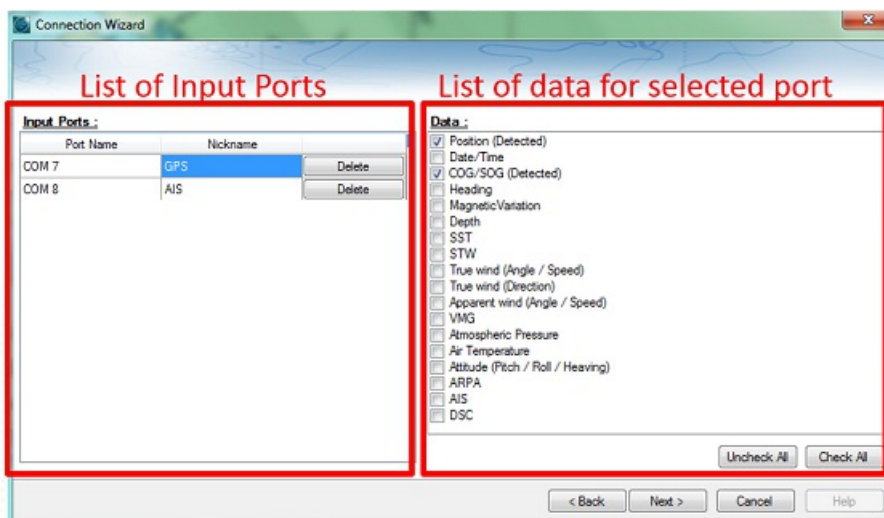 Connection Wizard
List of Input Ports
List of data for selected port
Input Ports :
Port Name Nickname
COM 7 GPS Delete
COM 8 AIS Delete
Data :
Position (Detected)
Date/Time
COG/SOG (Detected)
Heading
MagneticVariation
Depth
SST
STW
True wind (Angle / Speed)
True wind (Direction)
Apparent wind (Angle / Speed)
VMG
Atmospheric Pressure
Air Temperature
Attitude (Pitch / Roll / Heaving)
ARPA
AIS
DSC
Uncheck All Check All
< Back Next > Cancel Help